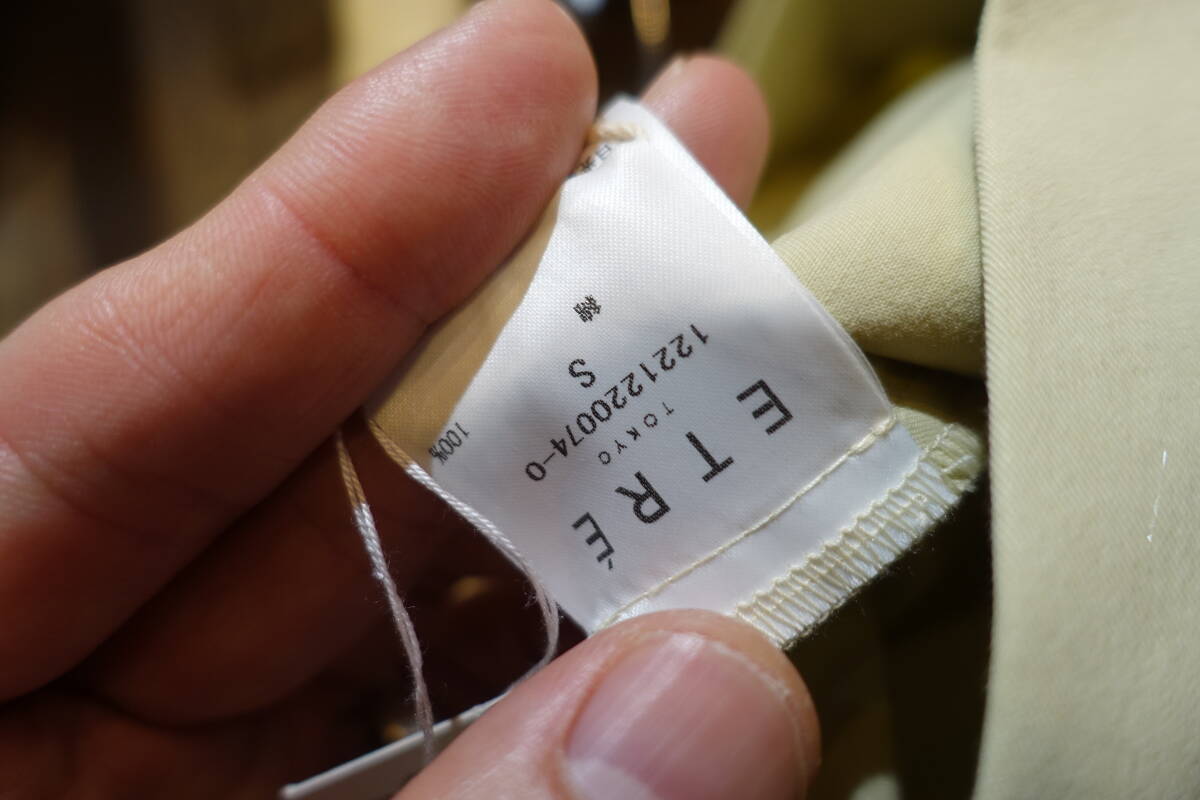 ETRÉ
TOKYO
1221220074-0
S
綿 100%